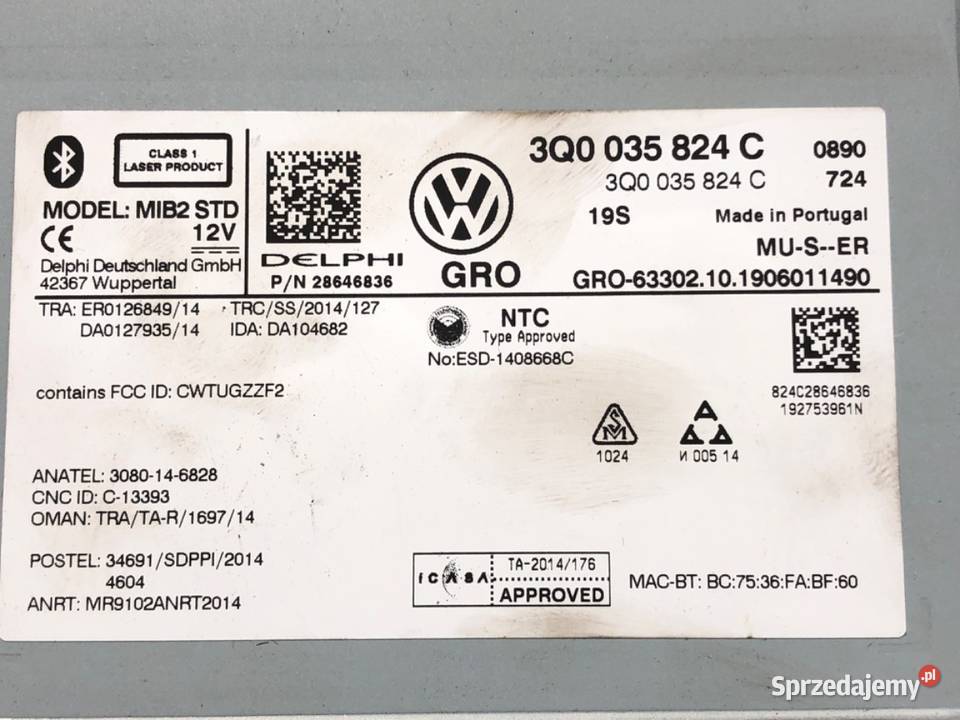 CLASS 1
LASER PRODUCT
MODEL: MIB2 STD
12V
Delphi Deutschland GmbH
42367 Wuppertal
DELPHI
P/N 28646836
GRO
3Q0 035 824 C 0890
3Q0 035 824 C 724
19S Made in Portugal
MU-S--ER
GRO-63302.10.1906011490
TRA: ER0126849/14
DA0127935/14
TRC/SS/2014/127
IDA: DA104682
NTC
Type Approved
No:ESD-1408668C
824C28646836
192753961N
contains FCC ID: CWTUGZZF2
SM
1024
И 005 14
ANATEL: 3080-14-6828
CNC ID: C-13393
OMAN: TRA/TA-R/1697/14
POSTEL: 34691/SDPPI/2014
4604
ANRT: MR9102ANRT2014
ICASA
TA-2014/176
APPROVED
MAC-BT: BC:75:36:FA:BF:60
Sprzedajemy.pl